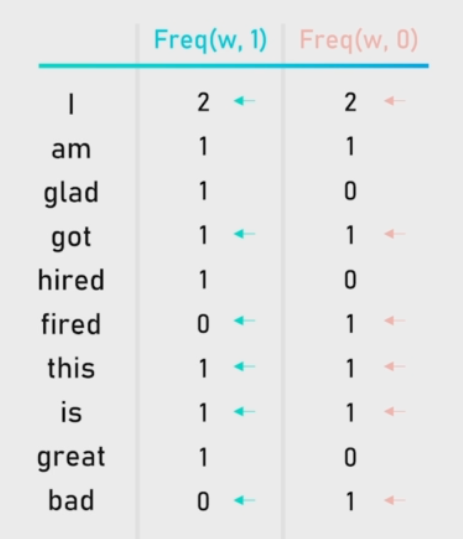 Freq(w, 1) Freq(w, 0)
I 2 2
am 1 1
glad 1 0
got 1 1
hired 1 0
fired 0 1
this 1 1
is 1 1
great 1 0
bad 0 1